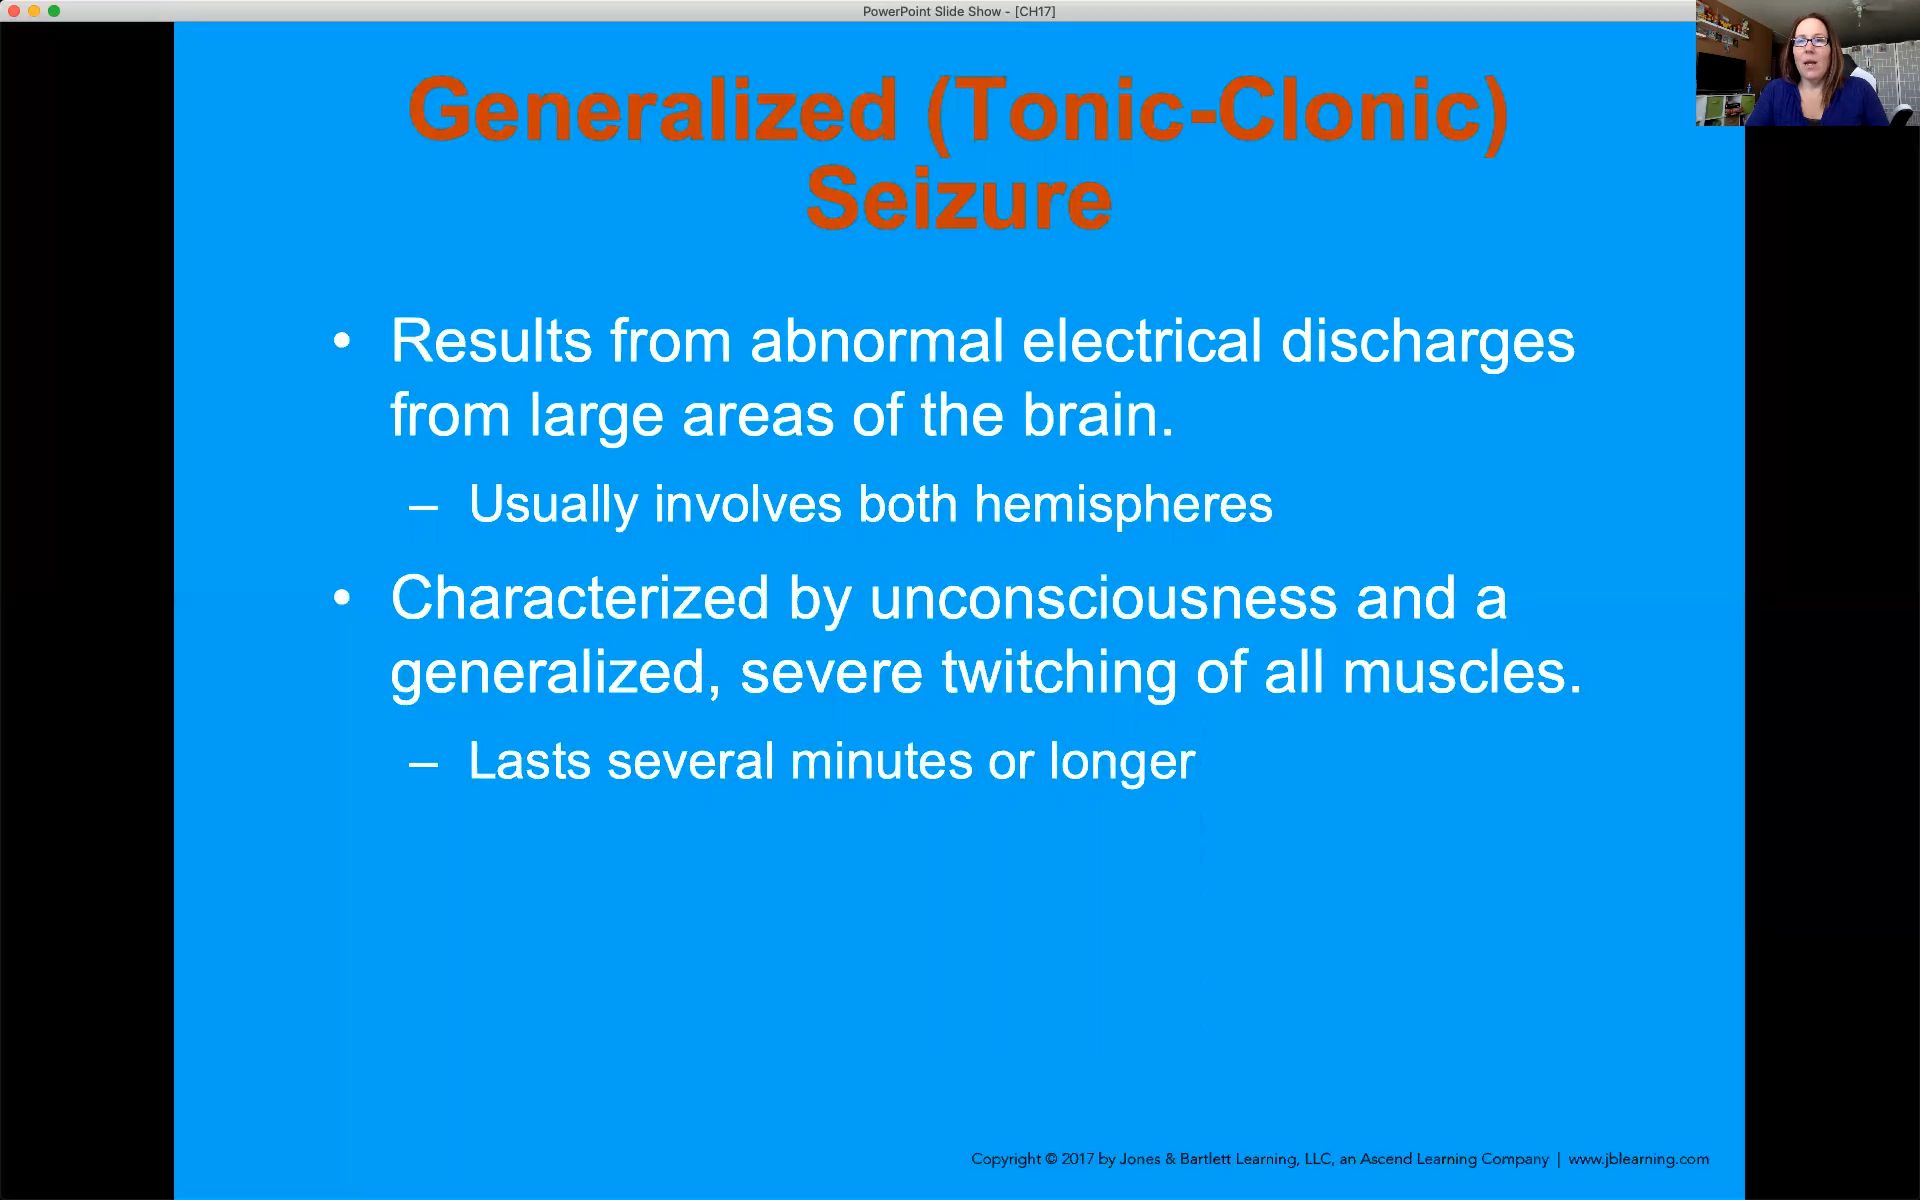 PowerPoint Slide Show - [CH17]
Generalized (Tonic-Clonic)
Seizure
• Results from abnormal electrical discharges
from large areas of the brain.
– Usually involves both hemispheres
• Characterized by unconsciousness and a
generalized, severe twitching of all muscles.
– Lasts several minutes or longer
Copyright © 2017 by Jones & Bartlett Learning, LLC, an Ascend Learning Company | www.jblearning.com